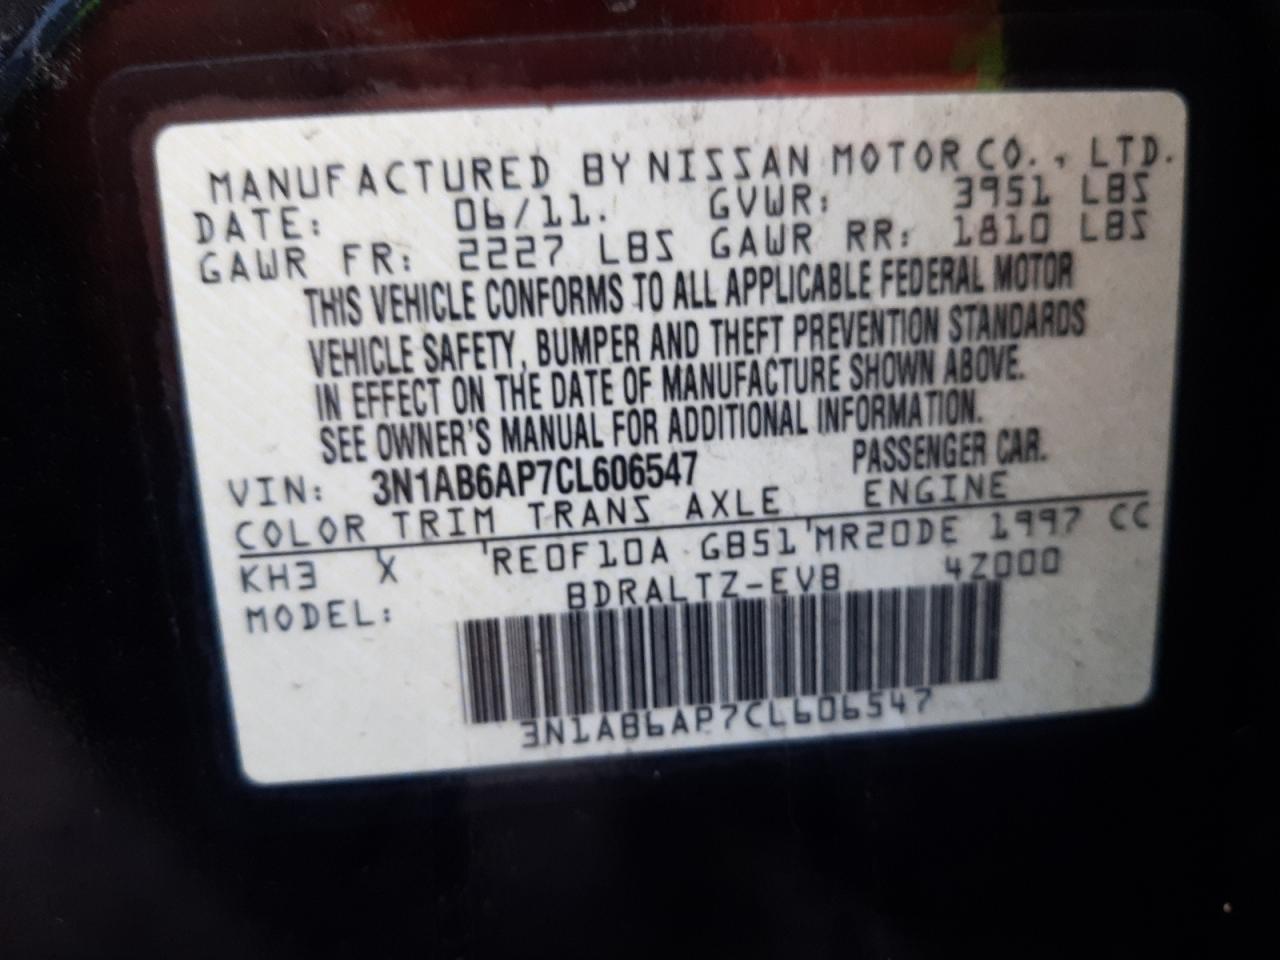 MANUFACTURED BY NISSAN MOTOR CO., LTD.
DATE: 06/11. GVWR: 3951 LBS
GAWR FR: 2227 LBS GAWR RR: 1810 LBS
THIS VEHICLE CONFORMS TO ALL APPLICABLE FEDERAL MOTOR
VEHICLE SAFETY, BUMPER AND THEFT PREVENTION STANDARDS
IN EFFECT ON THE DATE OF MANUFACTURE SHOWN ABOVE.
SEE OWNER'S MANUAL FOR ADDITIONAL INFORMATION.
VIN: 3N1AB6AP7CL606547 PASSENGER CAR.
COLOR TRIM TRANS AXLE ENGINE
KH3 X 'RE0F10A GB51'MR20DE 1997 CC
MODEL: BDRALTZ-EVB 4Z000
3N1AB6AP7CL606547